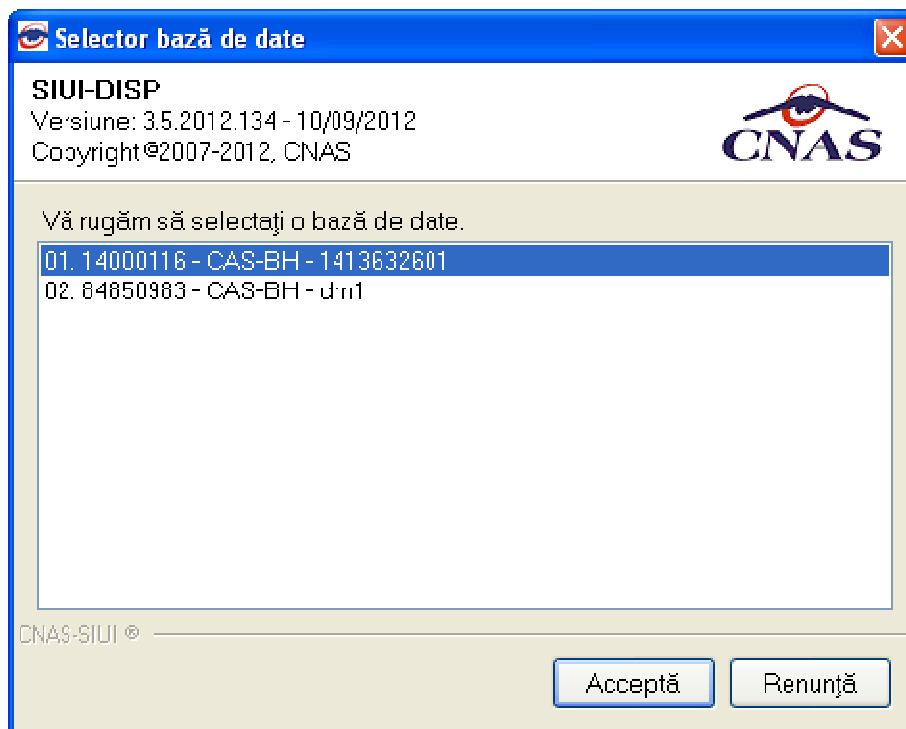 Selector bază de date
SIUI-DISP
Versiune: 3.5.2012.134 - 10/09/2012
Copyright©2007-2012, CNAS
CNAS
Vă rugăm să selectaţi o bază de date.
01. 14000116 - CAS-BH - 1413632601
02. 84850983 - CAS-BH -
CNAS-SIUI ®
Acceptă
Renunţă